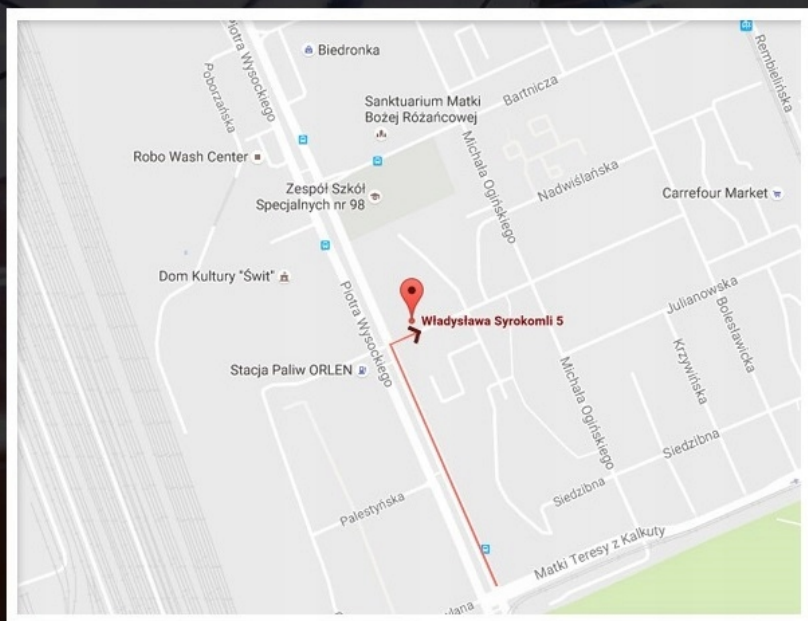 Piotra Wysockiego
Biedronka
Poborzańska
Rembielińska
Sanktuarium Matki
Bożej Różańcowej
Bartnicza
Robo Wash Center
Michała Ogińskiego
Nadwiślańska
Zespół Szkół
Specjalnych nr 98
Carrefour Market
Dom Kultury "Świt"
Piotra Wysockiego
Władysława Syrokomli 5
Julianowska
Bolesławicka
Krzywińska
Stacja Paliw ORLEN
Michała Ogińskiego
Siedzibna
Siedzibna
Palestyńska
Matki Teresy z Kalkuty